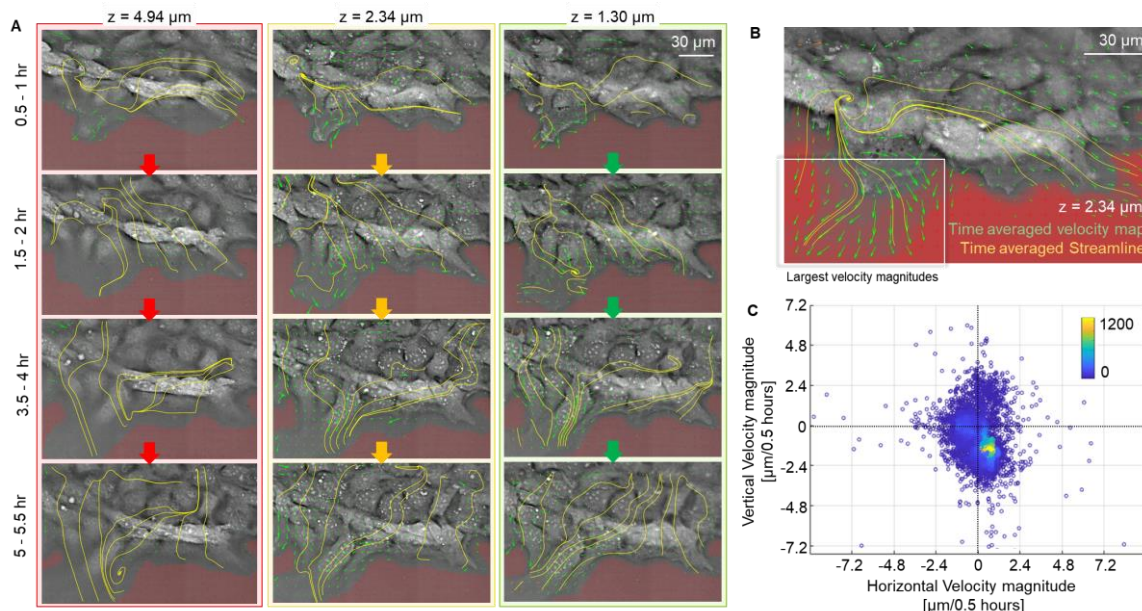 A
z = 4.94 µm
z = 2.34 µm
z = 1.30 µm
30 µm
0.5 - 1 hr
1.5 - 2 hr
3.5 - 4 hr
5 - 5.5 hr
B
30 µm
z = 2.34 µm
Time averaged velocity map
Time averaged Streamline
Largest velocity magnitudes
C
7.2
4.8
2.4
0
-2.4
-4.8
-7.2
Vertical Velocity magnitude
[µm/0.5 hours]
1200
0
-7.2 -4.8 -2.4 0 2.4 4.8 7.2
Horizontal Velocity magnitude
[µm/0.5 hours]